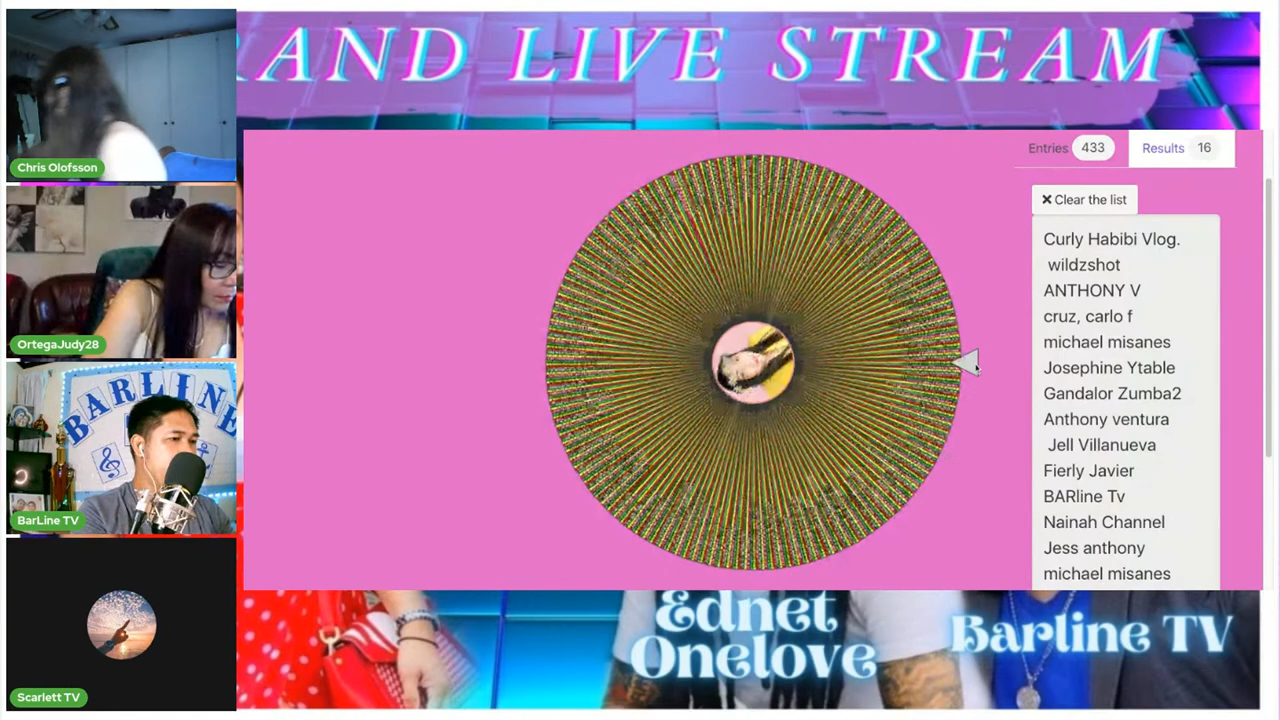 RAND LIVE STREAM
Entries 433
Results 16
× Clear the list
Curly Habibi Vlog.
wildzshot
ANTHONY V
cruz, carlo f
michael misanes
Josephine Ytable
Gandalor Zumba2
Anthony ventura
Jell Villanueva
Fierly Javier
BARline Tv
Nainah Channel
Jess anthony
michael misanes
Chris Olofsson
OrtegaJudy28
BARLINE
BarLine TV
Scarlett TV
Ednet
Onelove
Barline TV